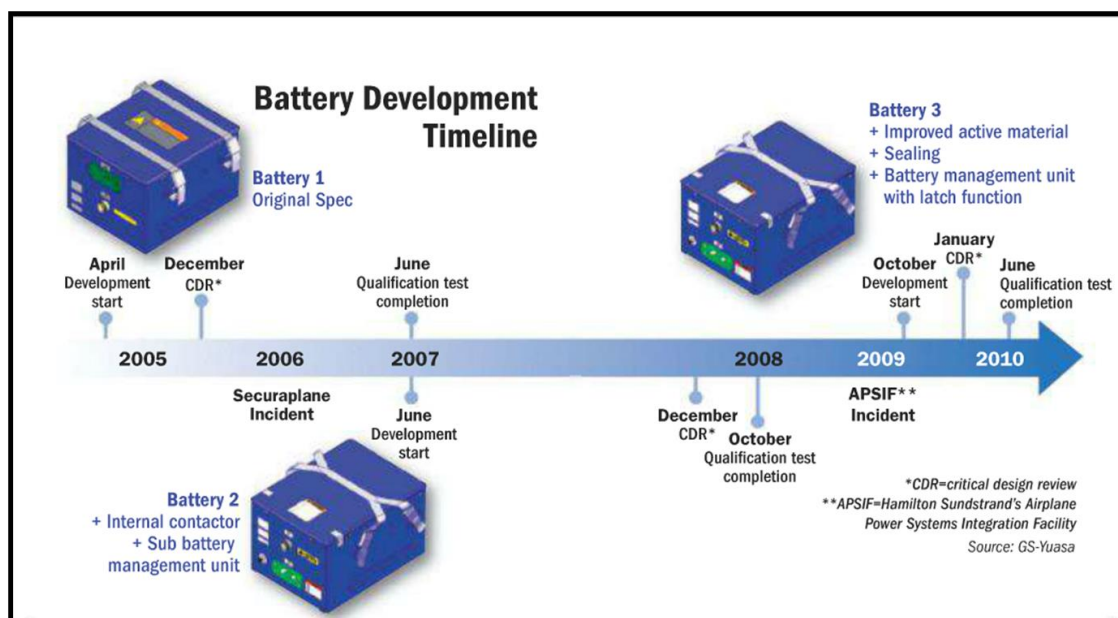 Battery Development
Timeline
Battery 1
Original Spec
Battery 3
+ Improved active material
+ Sealing
+ Battery management unit
with latch function
April
Development
start
December
CDR*
June
Qualification test
completion
October
Development
start
January
CDR*
June
Qualification test
completion
2005
2006
2007
2008
2009
2010
Securaplane
Incident
June
Development
start
December
CDR*
October
Qualification test
completion
APSIF**
Incident
Battery 2
+ Internal contactor
+ Sub battery
management unit
*CDR=critical design review
**APSIF=Hamilton Sundstrand's Airplane
Power Systems Integration Facility
Source: GS-Yuasa